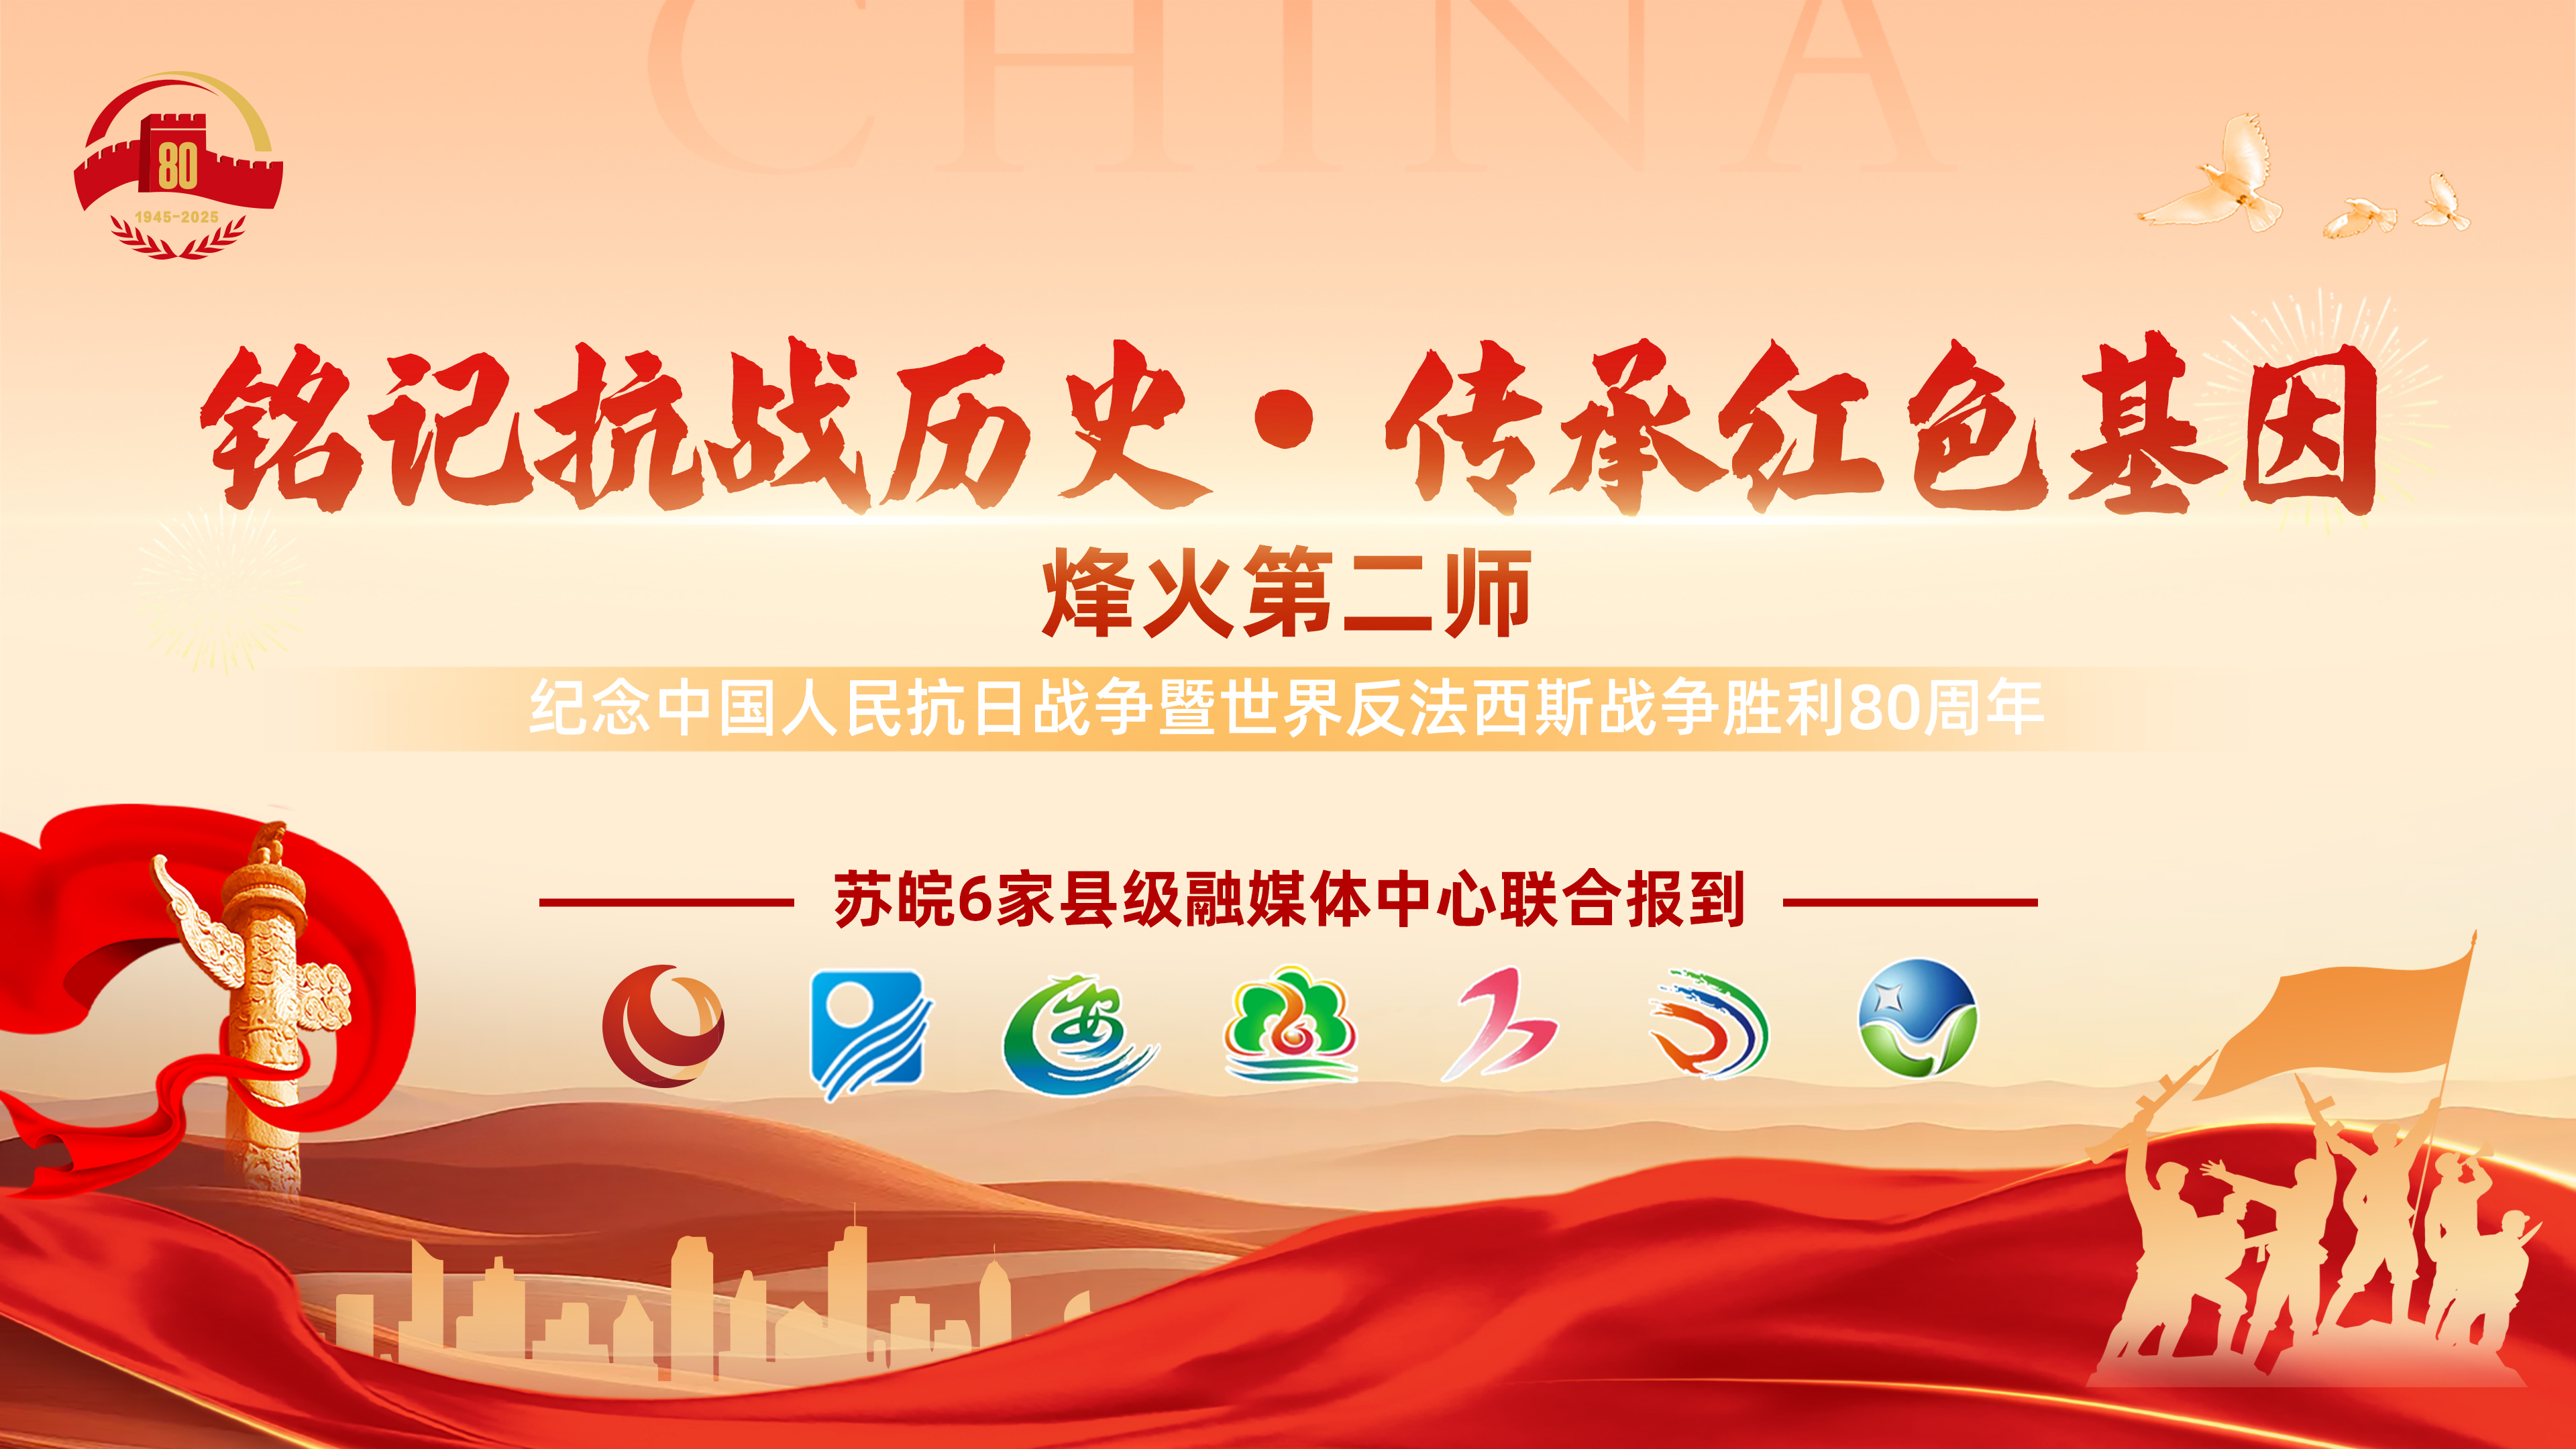 CHINA
80
1945-2025
铭记抗战历史·传承红色基因
烽火第二师
纪念中国人民抗日战争暨世界反法西斯战争胜利80周年
苏皖6家县级融媒体中心联合报到
安